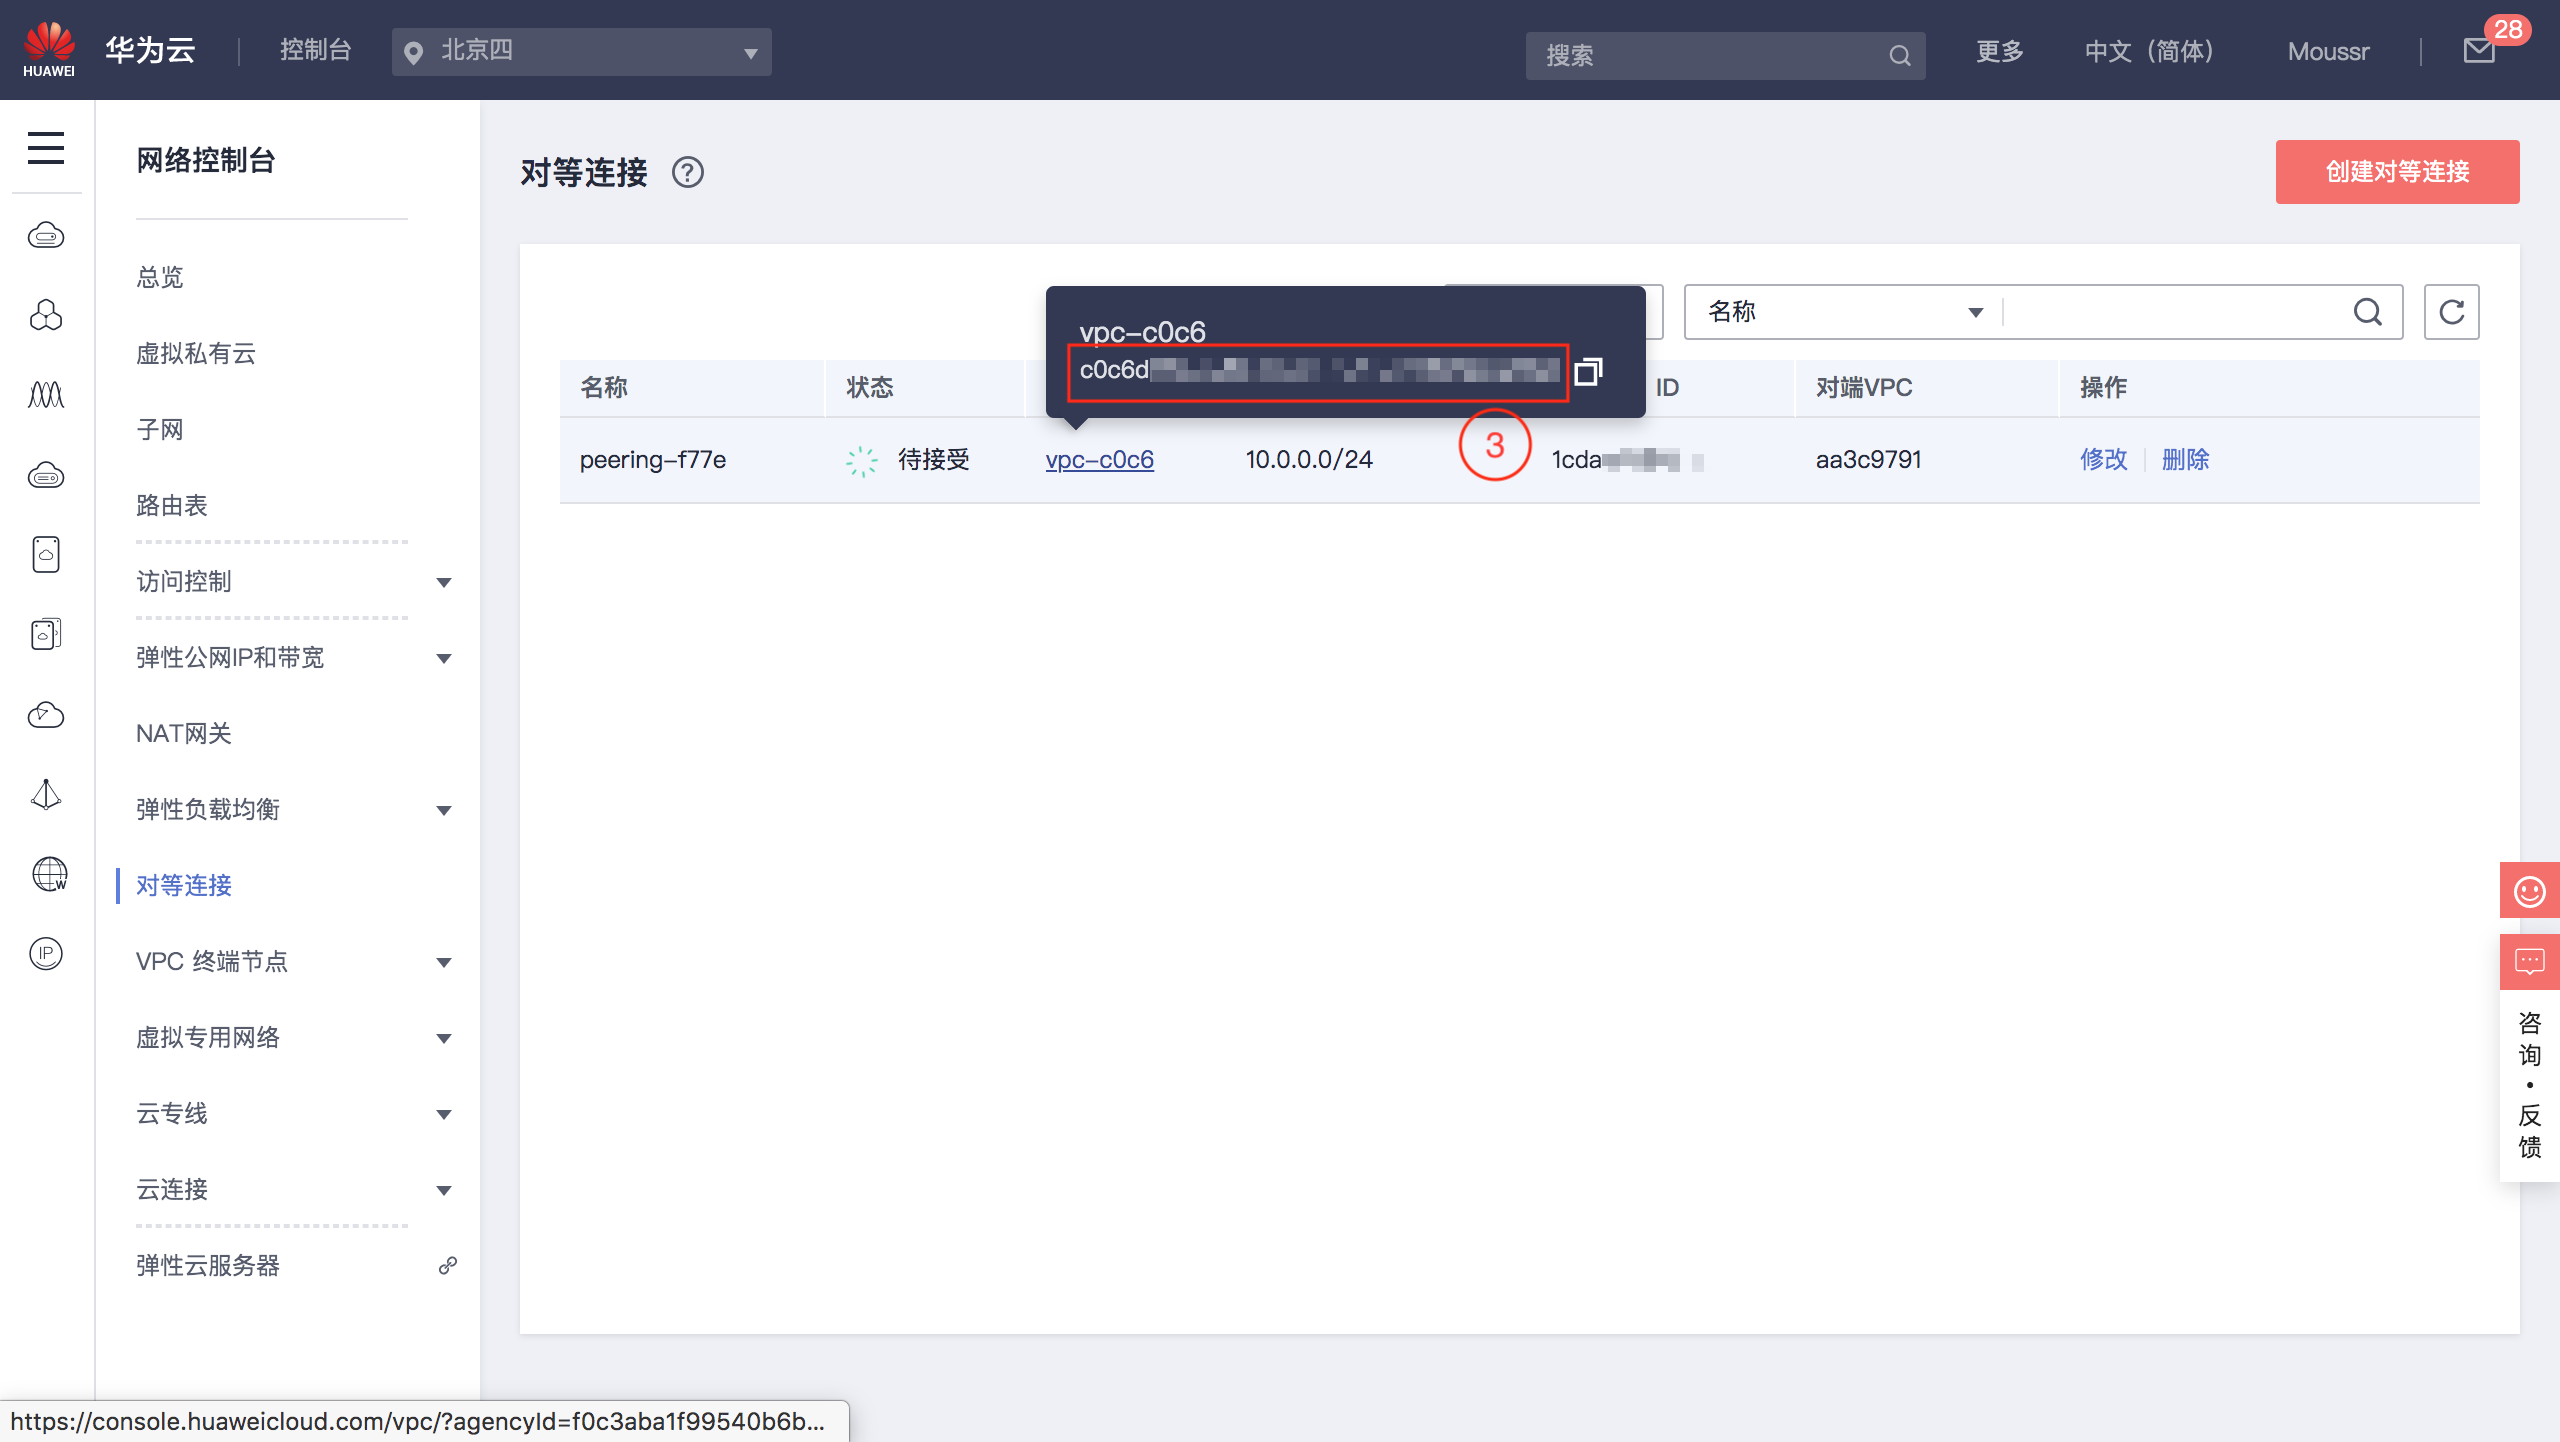 HUAWEI
华为云
控制台
北京四
搜索
更多
中文（简体）
Moussr
28
网络控制台
总览
虚拟私有云
子网
路由表
访问控制
弹性公网IP和带宽
NAT网关
弹性负载均衡
对等连接
VPC 终端节点
虚拟专用网络
云专线
云连接
弹性云服务器
W
IP
对等连接
?
创建对等连接
名称
vpc-c0c6
c0c6d
名称 状态 ID 对端VPC 操作
peering-f77e 待接受 vpc-c0c6 10.0.0.0/24 1cda aa3c9791 修改 删除
3
咨询·反馈
https://console.huaweicloud.com/vpc/?agencyId=f0c3aba1f99540b6b...